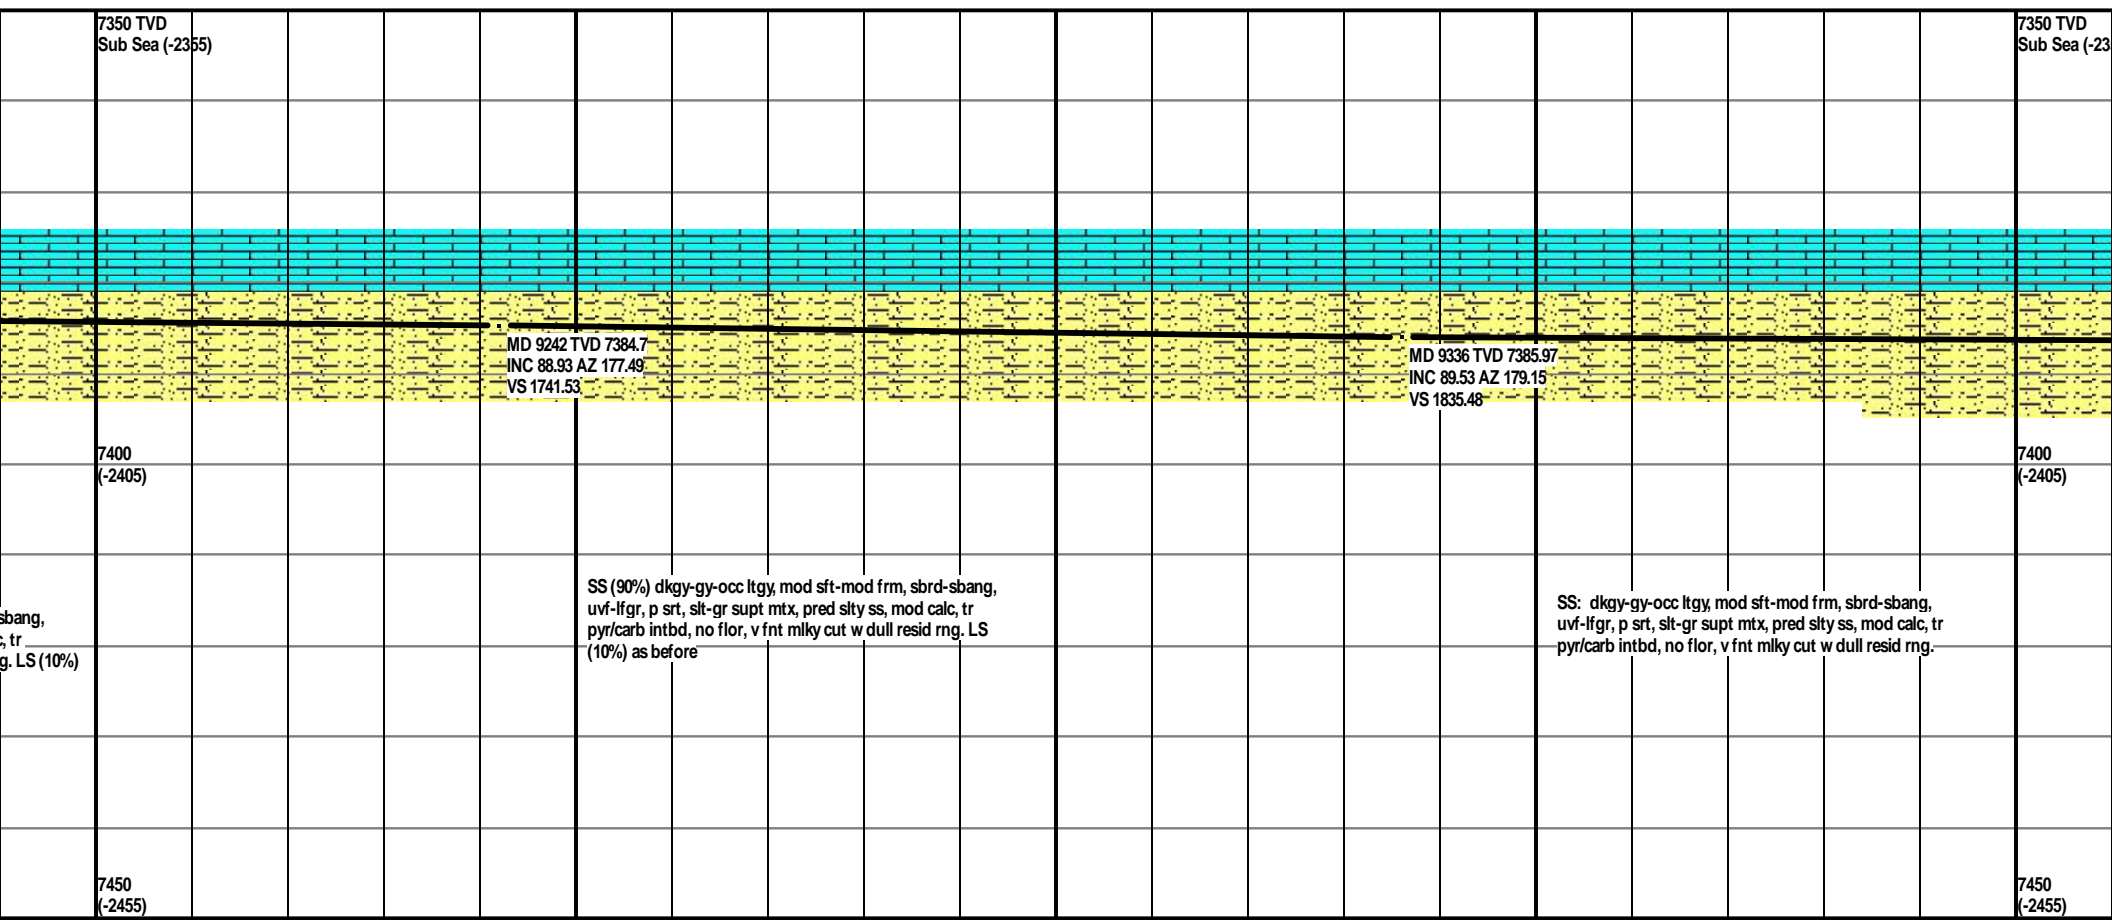 7350 TVD
Sub Sea (-2355)
7350 TVD
Sub Sea (-23
MD 9242 TVD 7384.7
INC 88.93 AZ 177.49
VS 1741.53
MD 9336 TVD 7385.97
INC 89.53 AZ 179.15
VS 1835.48
7400
(-2405)
7400
(-2405)
sbang,
c, tr
g. LS (10%)
SS (90%) dkgy-gy-occ ltgy, mod sft-mod frm, sbrd-sbang,
uvf-lfgr, p srt, slt-gr supt mtx, pred slty ss, mod calc, tr
pyr/carb intbd, no flor, v fnt mlky cut w dull resid rng. LS
(10%) as before
SS:  dkgy-gy-occ ltgy, mod sft-mod frm, sbrd-sbang,
uvf-lfgr, p srt, slt-gr supt mtx, pred slty ss, mod calc, tr
pyr/carb intbd, no flor, v fnt mlky cut w dull resid rng.
7450
(-2455)
7450
(-2455)